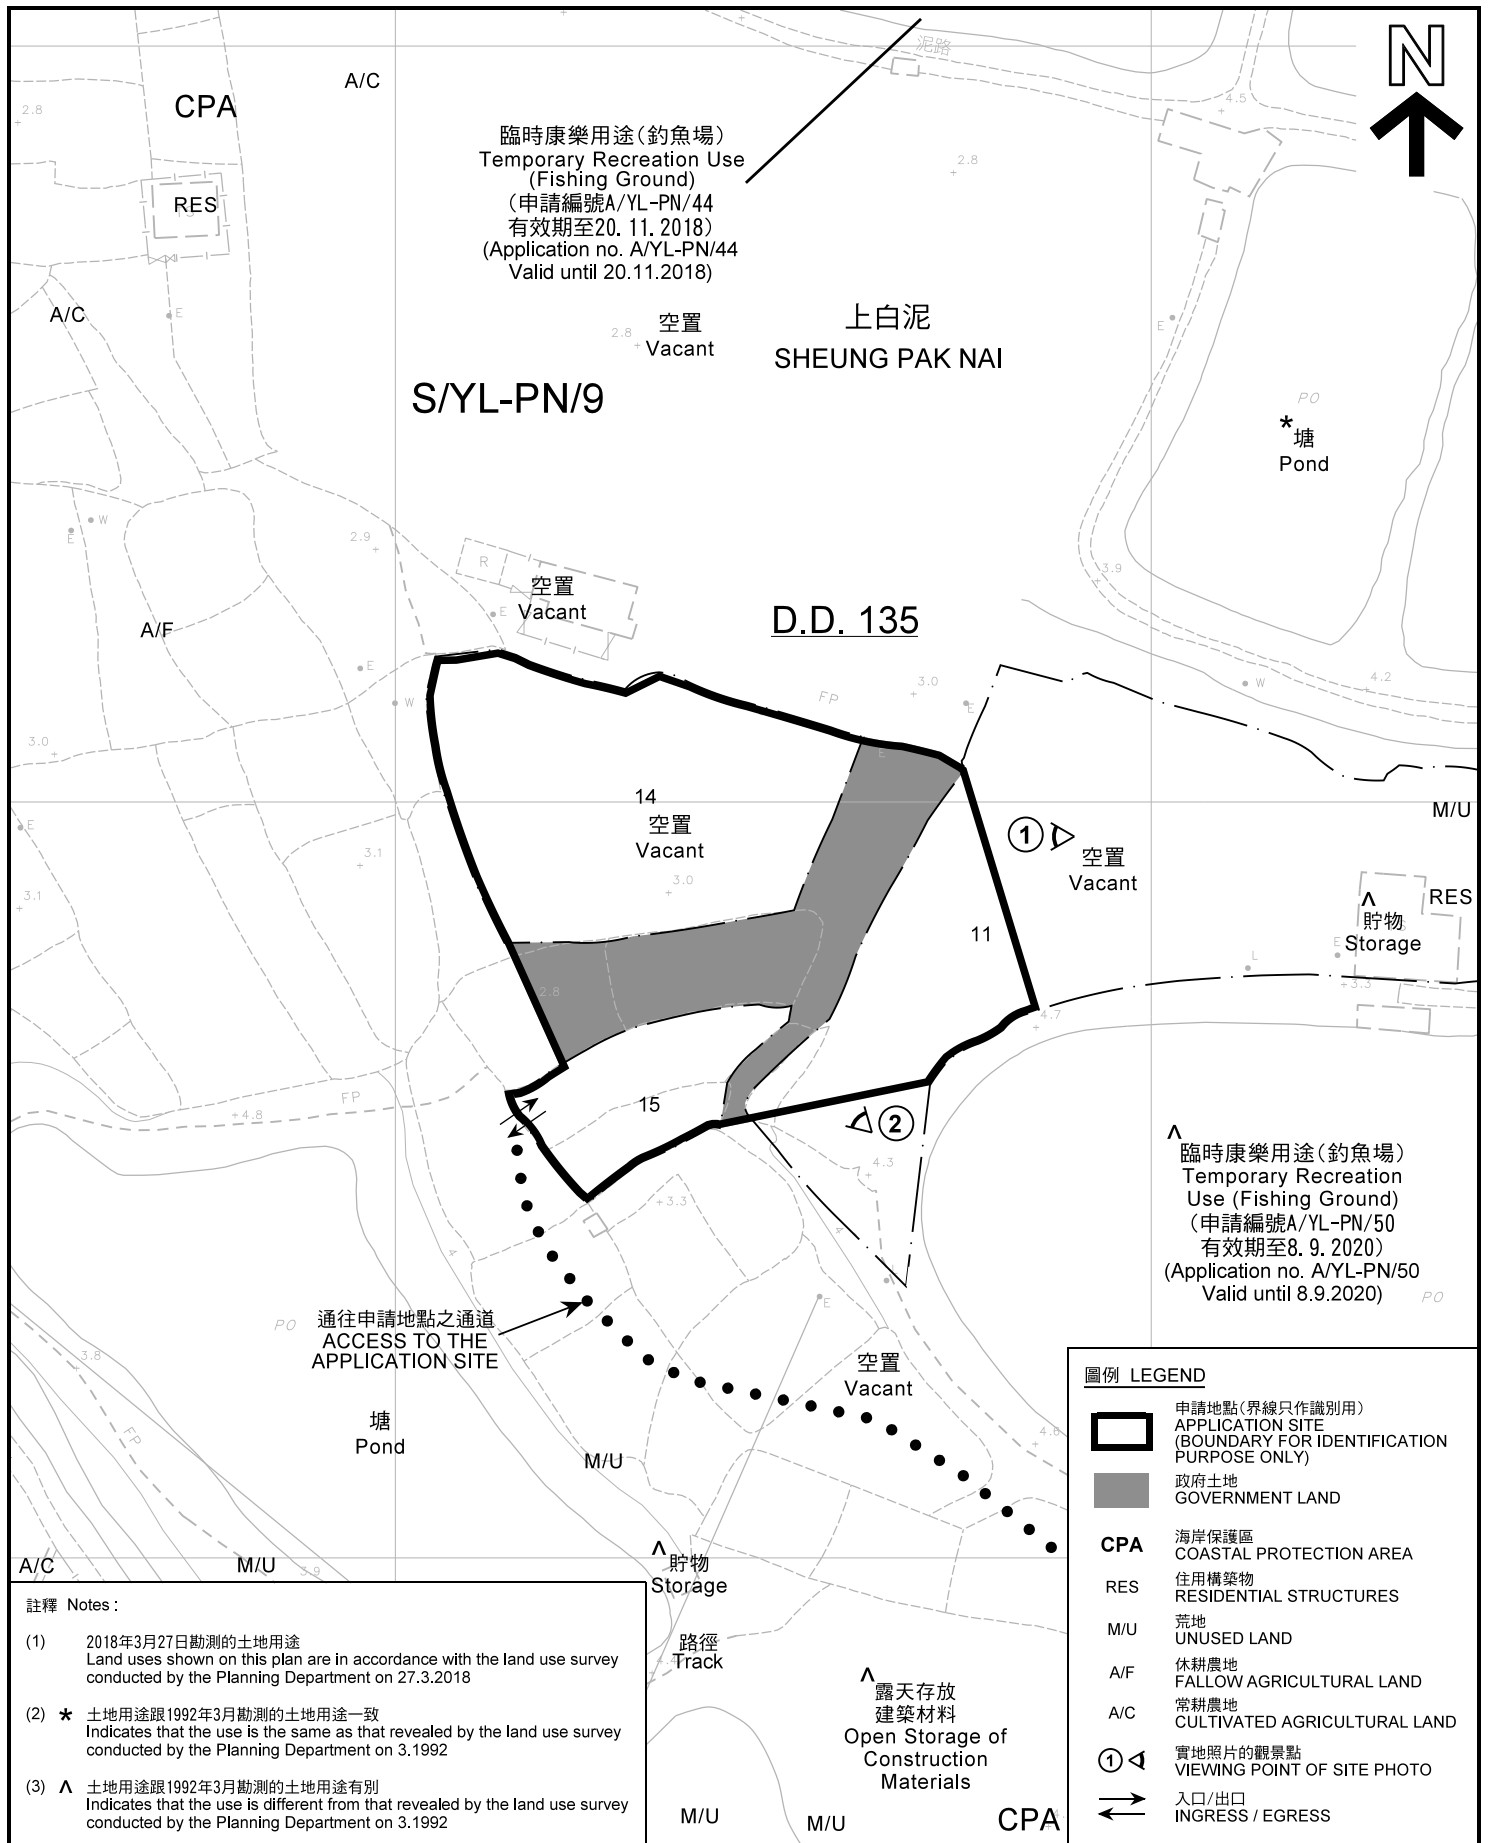 N
泥路
A/C
CPA
2.8
4.5
臨時康樂用途(釣魚場)
Temporary Recreation Use
(Fishing Ground)
(申請編號A/YL-PN/44
有效期至20.11.2018)
(Application no. A/YL-PN/44
Valid until 20.11.2018)
2.8
RES
A/C
E
2.8
空置
Vacant
上白泥
SHEUNG PAK NAI
E
S/YL-PN/9
PO
* 塘
Pond
W
E
2.9
R
空置
Vacant
E
3.9
D.D. 135
A/F
E
W
FP
3.0
E
W
4.2
3.0
E
14
空置
Vacant
3.0
E
3.1
3.1
1
空置
Vacant
M/U
RES
^
貯物
Storage
S
11
E
L
3.3
2.8
4.7
FP
4.8
15
2
4.3
3.3
4
4
^
臨時康樂用途(釣魚場)
Temporary Recreation
Use (Fishing Ground)
(申請編號A/YL-PN/50
有效期至8.9.2020)
(Application no. A/YL-PN/50
Valid until 8.9.2020)
PO
L
E
PO
通往申請地點之通道
ACCESS TO THE
APPLICATION SITE
3.8
FP
塘
Pond
空置
Vacant
M/U
4.6
A/C
M/U
3.9
^
貯物
Storage
路徑
Track
4.4
^
露天存放
建築材料
Open Storage of
Construction
Materials
M/U
M/U
CPA
註釋 Notes :
(1) 2018年3月27日勘測的土地用途
Land uses shown on this plan are in accordance with the land use survey
conducted by the Planning Department on 27.3.2018
(2) * 土地用途跟1992年3月勘測的土地用途一致
Indicates that the use is the same as that revealed by the land use survey
conducted by the Planning Department on 3.1992
(3) ^ 土地用途跟1992年3月勘測的土地用途有別
Indicates that the use is different from that revealed by the land use survey
conducted by the Planning Department on 3.1992
圖例 LEGEND
申請地點(界線只作識別用)
APPLICATION SITE
(BOUNDARY FOR IDENTIFICATION
PURPOSE ONLY)
政府土地
GOVERNMENT LAND
CPA 海岸保護區
COASTAL PROTECTION AREA
RES 住用構築物
RESIDENTIAL STRUCTURES
M/U 荒地
UNUSED LAND
A/F 休耕農地
FALLOW AGRICULTURAL LAND
A/C 常耕農地
CULTIVATED AGRICULTURAL LAND
1 實地照片的觀景點
VIEWING POINT OF SITE PHOTO
入口/出口
INGRESS / EGRESS